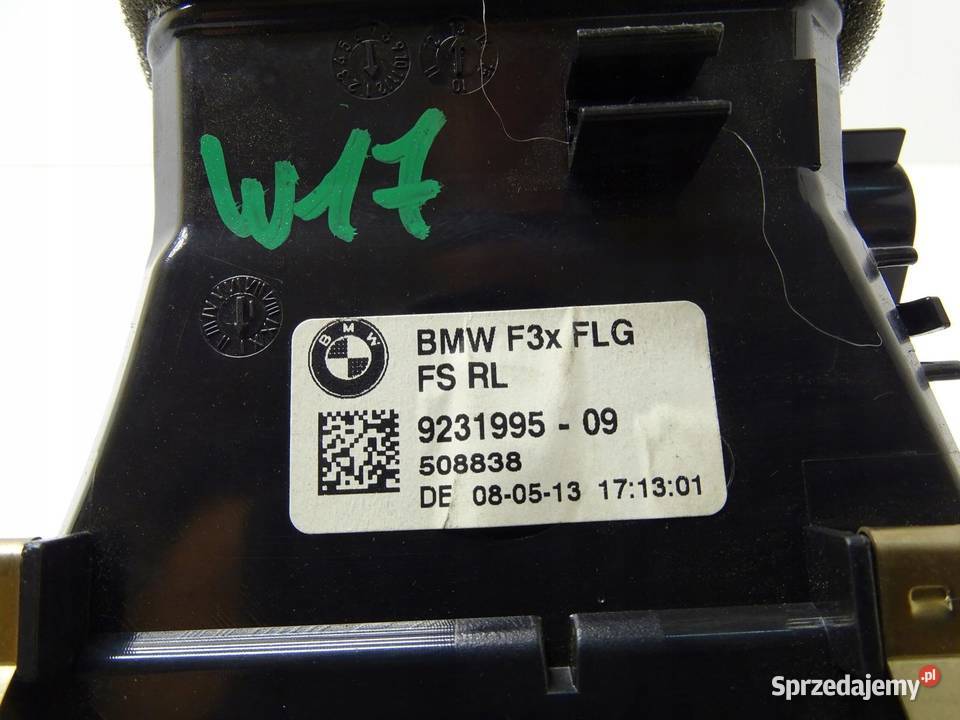 W17
BMW
BMW F3x FLG
FS RL
9231995 - 09
508838
DE 08-05-13 17:13:01
Sprzedajemy.pl